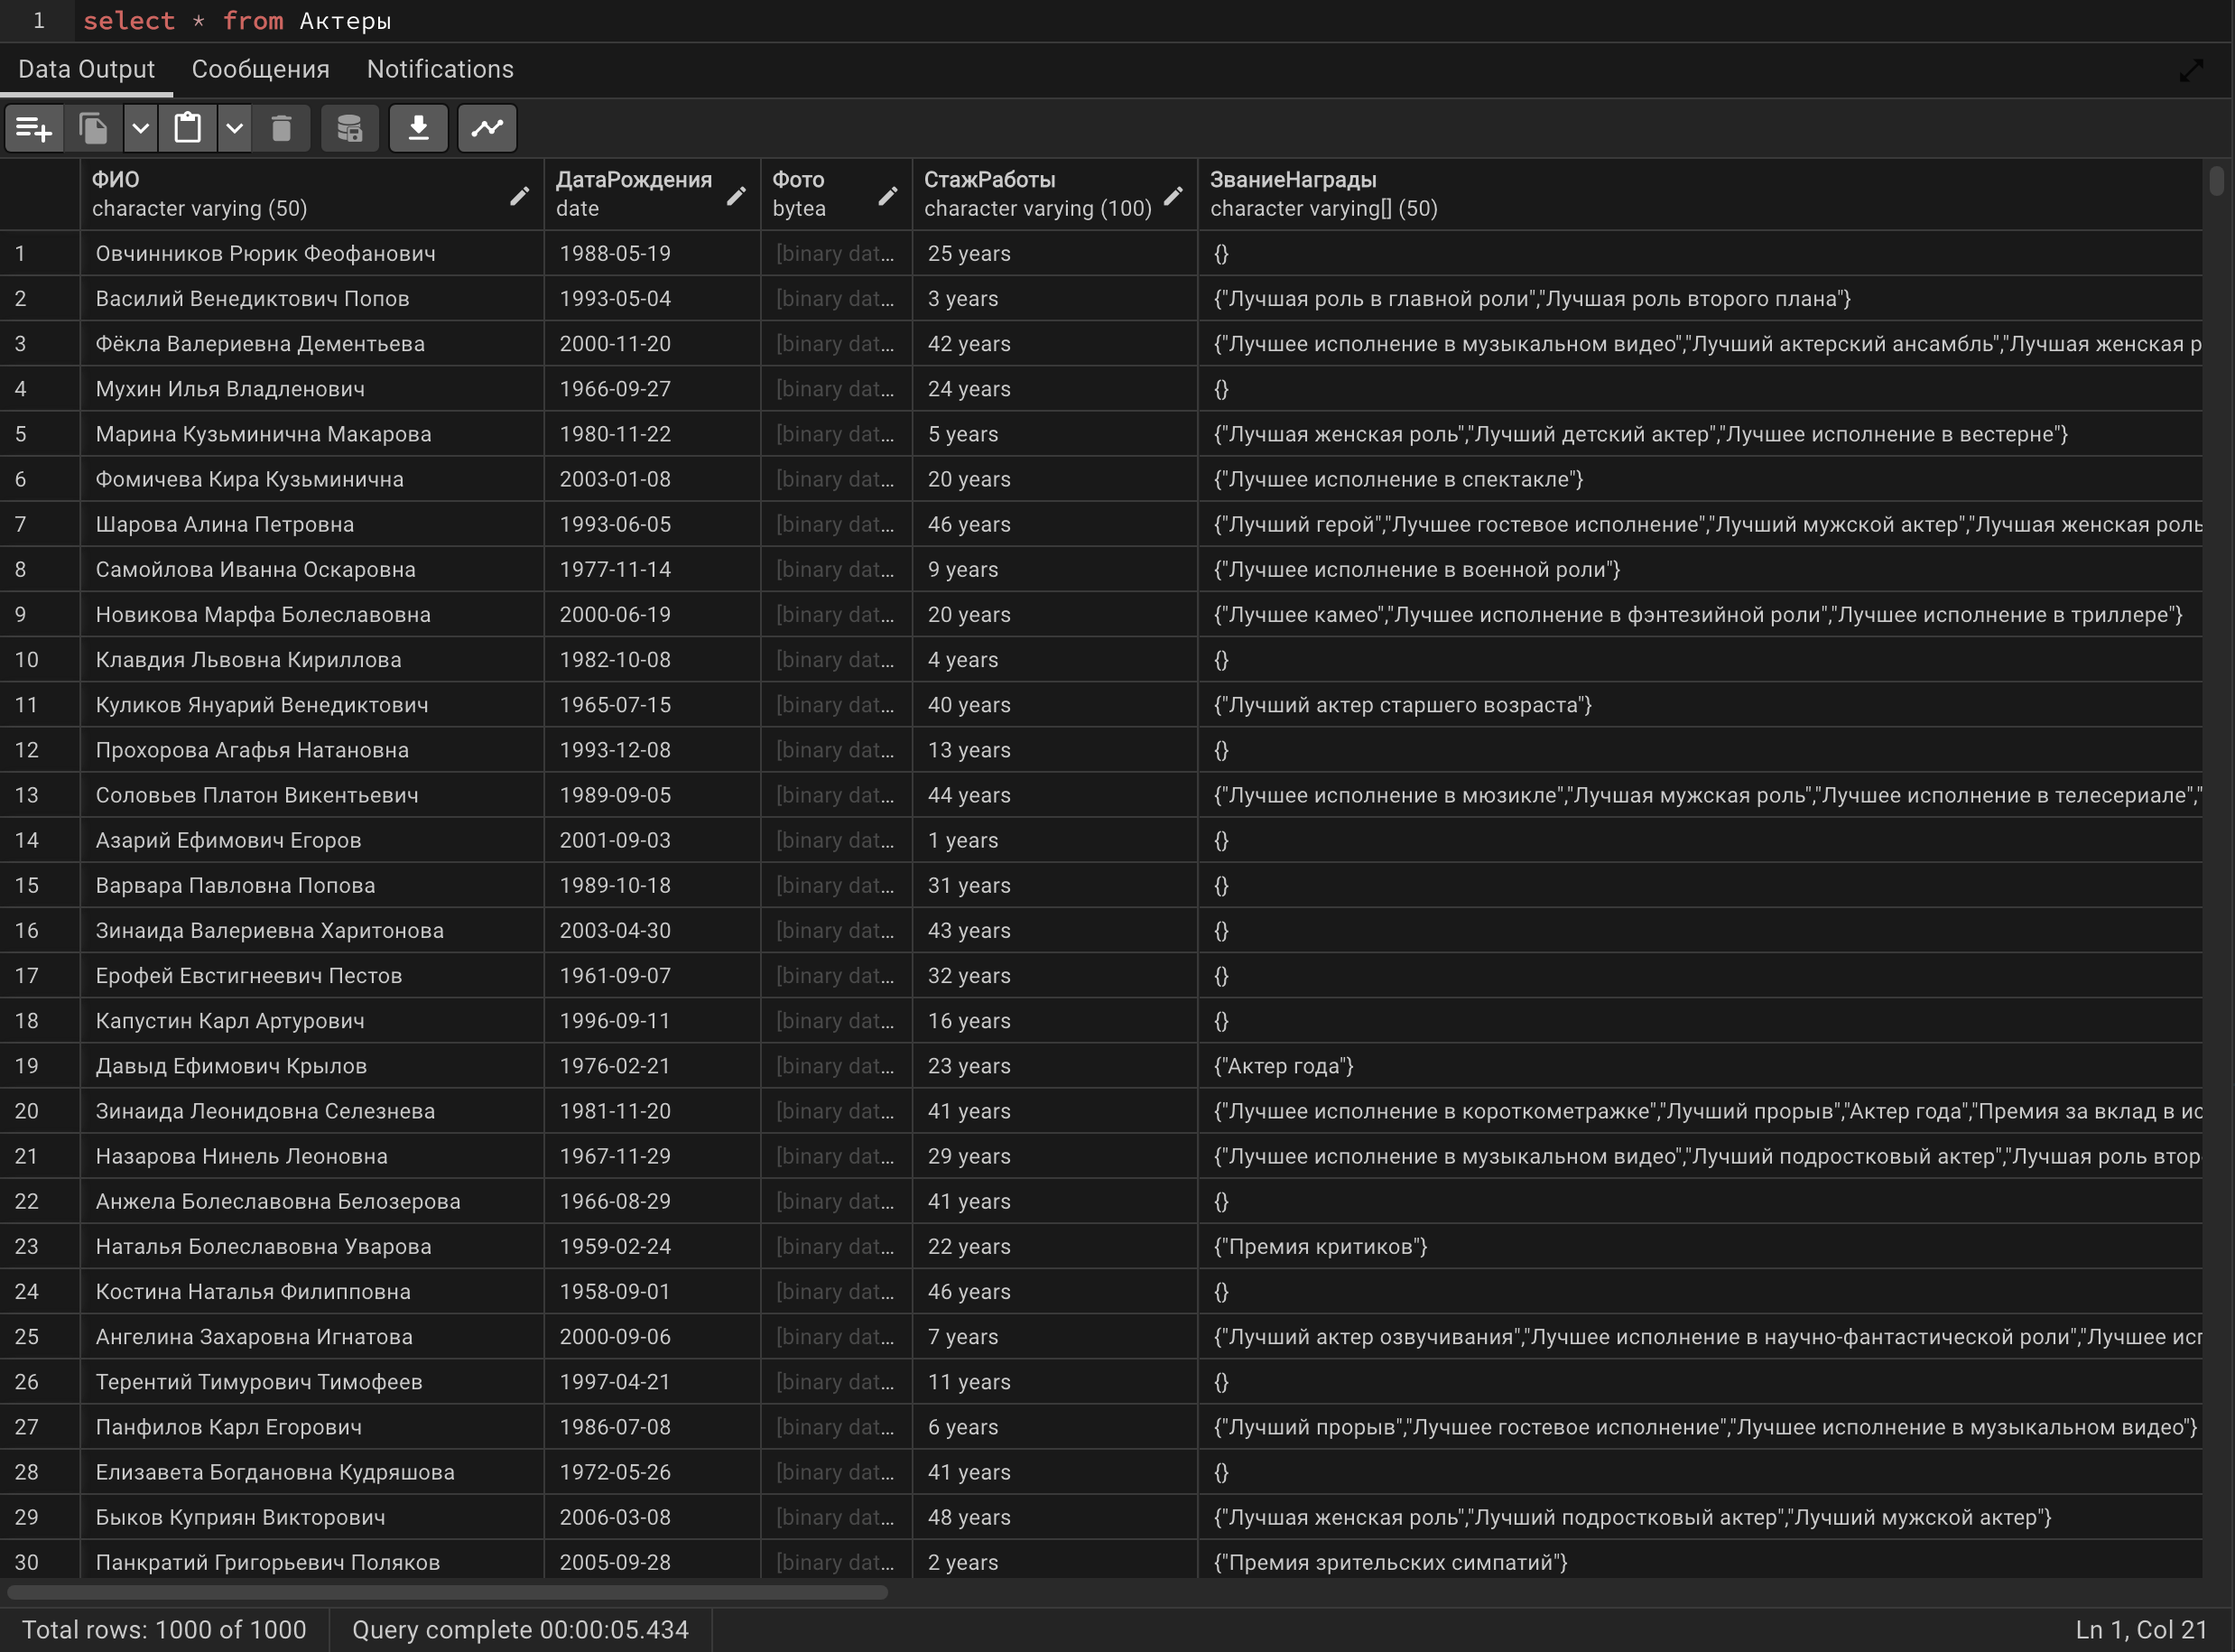 1 select * from Актеры
Data Output Сообщения Notifications
ФИО ДатаРождения Фото СтажРаботы ЗваниеНаграды
character varying (50) date bytea character varying (100) character varying[] (50)
1 Овчинников Рюрик Феофанович 1988-05-19 [binary dat... 25 years {}
2 Василий Венедиктович Попов 1993-05-04 [binary dat... 3 years {"Лучшая роль в главной роли","Лучшая роль второго плана"}
3 Фёкла Валериевна Дементьева 2000-11-20 [binary dat... 42 years {"Лучшее исполнение в музыкальном видео","Лучший актерский ансамбль","Лучшая женская р
4 Мухин Илья Владленович 1966-09-27 [binary dat... 24 years {}
5 Марина Кузьминична Макарова 1980-11-22 [binary dat... 5 years {"Лучшая женская роль","Лучший детский актер","Лучшее исполнение в вестерне"}
6 Фомичева Кира Кузьминична 2003-01-08 [binary dat... 20 years {"Лучшее исполнение в спектакле"}
7 Шарова Алина Петровна 1993-06-05 [binary dat... 46 years {"Лучший герой","Лучшее гостевое исполнение","Лучший мужской актер","Лучшая женская роль
8 Самойлова Иванна Оскаровна 1977-11-14 [binary dat... 9 years {"Лучшее исполнение в военной роли"}
9 Новикова Марфа Болеславовна 2000-06-19 [binary dat... 20 years {"Лучшее камео","Лучшее исполнение в фэнтезийной роли","Лучшее исполнение в триллере"}
10 Клавдия Львовна Кириллова 1982-10-08 [binary dat... 4 years {}
11 Куликов Януарий Венедиктович 1965-07-15 [binary dat... 40 years {"Лучший актер старшего возраста"}
12 Прохорова Агафья Натановна 1993-12-08 [binary dat... 13 years {}
13 Соловьев Платон Викентьевич 1989-09-05 [binary dat... 44 years {"Лучшее исполнение в мюзикле","Лучшая мужская роль","Лучшее исполнение в телесериале","
14 Азарий Ефимович Егоров 2001-09-03 [binary dat... 1 years {}
15 Варвара Павловна Попова 1989-10-18 [binary dat... 31 years {}
16 Зинаида Валериевна Харитонова 2003-04-30 [binary dat... 43 years {}
17 Ерофей Евстигнеевич Пестов 1961-09-07 [binary dat... 32 years {}
18 Капустин Карл Артурович 1996-09-11 [binary dat... 16 years {}
19 Давыд Ефимович Крылов 1976-02-21 [binary dat... 23 years {"Актер года"}
20 Зинаида Леонидовна Селезнева 1981-11-20 [binary dat... 41 years {"Лучшее исполнение в короткометражке","Лучший прорыв","Актер года","Премия за вклад в ис
21 Назарова Нинель Леоновна 1967-11-29 [binary dat... 29 years {"Лучшее исполнение в музыкальном видео","Лучший подростковый актер","Лучшая роль втор
22 Анжела Болеславовна Белозерова 1966-08-29 [binary dat... 41 years {}
23 Наталья Болеславовна Уварова 1959-02-24 [binary dat... 22 years {"Премия критиков"}
24 Костина Наталья Филипповна 1958-09-01 [binary dat... 46 years {}
25 Ангелина Захаровна Игнатова 2000-09-06 [binary dat... 7 years {"Лучший актер озвучивания","Лучшее исполнение в научно-фантастической роли","Лучшее исп
26 Терентий Тимурович Тимофеев 1997-04-21 [binary dat... 11 years {}
27 Панфилов Карл Егорович 1986-07-08 [binary dat... 6 years {"Лучший прорыв","Лучшее гостевое исполнение","Лучшее исполнение в музыкальном видео"}
28 Елизавета Богдановна Кудряшова 1972-05-26 [binary dat... 41 years {}
29 Быков Куприян Викторович 2006-03-08 [binary dat... 48 years {"Лучшая женская роль","Лучший подростковый актер","Лучший мужской актер"}
30 Панкратий Григорьевич Поляков 2005-09-28 [binary dat... 2 years {"Премия зрительских симпатий"}
Total rows: 1000 of 1000 Query complete 00:00:05.434 Ln 1, Col 21